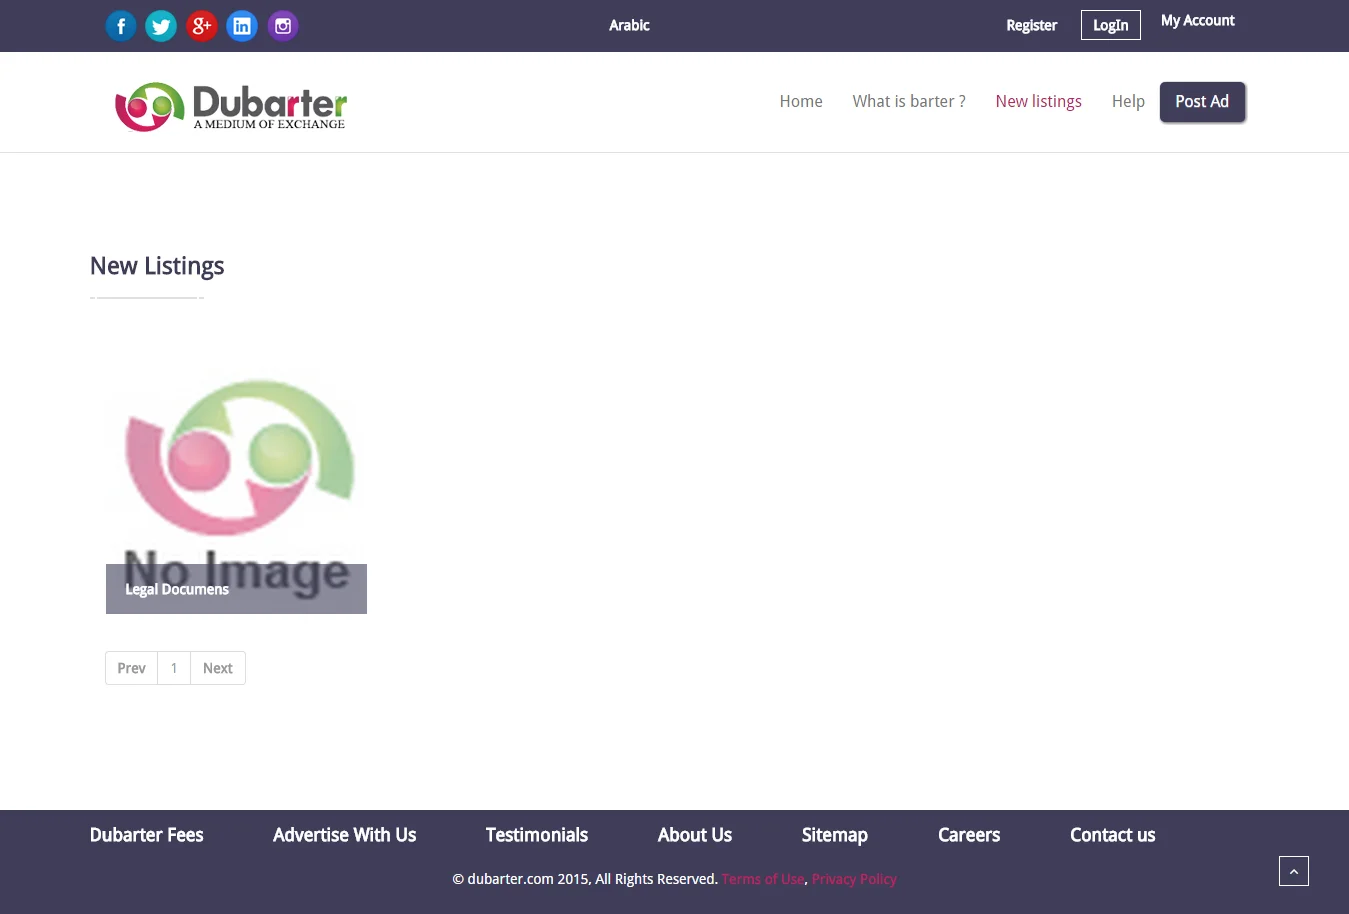 Arabic
Register
LogIn
My Account
Dubarter
A MEDIUM OF EXCHANGE
Home
What is barter ?
New listings
Help
Post Ad
New Listings
No Image
Legal Documens
Prev
1
Next
Dubarter Fees
Advertise With Us
Testimonials
About Us
Sitemap
Careers
Contact us
© dubarter.com 2015, All Rights Reserved. Terms of Use, Privacy Policy